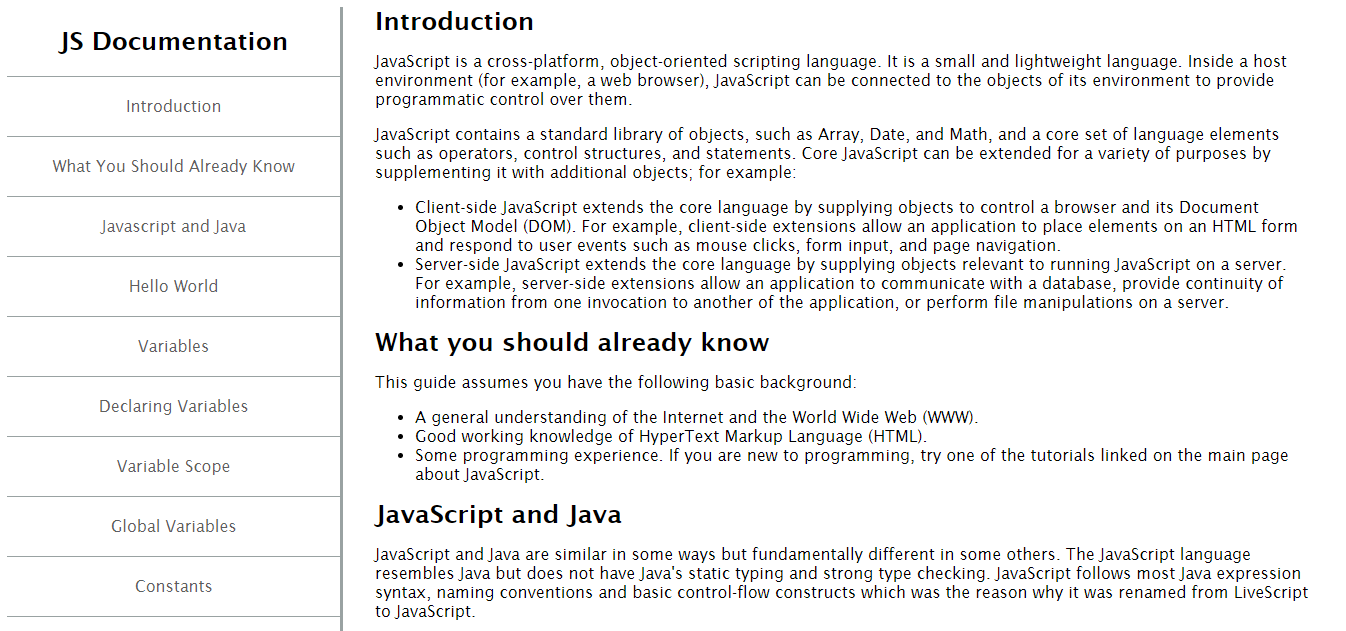 JS Documentation
Introduction
What You Should Already Know
Javascript and Java
Hello World
Variables
Declaring Variables
Variable Scope
Global Variables
Constants
Introduction
JavaScript is a cross-platform, object-oriented scripting language. It is a small and lightweight language. Inside a host
environment (for example, a web browser), JavaScript can be connected to the objects of its environment to provide
programmatic control over them.
JavaScript contains a standard library of objects, such as Array, Date, and Math, and a core set of language elements
such as operators, control structures, and statements. Core JavaScript can be extended for a variety of purposes by
supplementing it with additional objects; for example:
• Client-side JavaScript extends the core language by supplying objects to control a browser and its Document
Object Model (DOM). For example, client-side extensions allow an application to place elements on an HTML form
and respond to user events such as mouse clicks, form input, and page navigation.
• Server-side JavaScript extends the core language by supplying objects relevant to running JavaScript on a server.
For example, server-side extensions allow an application to communicate with a database, provide continuity of
information from one invocation to another of the application, or perform file manipulations on a server.
What you should already know
This guide assumes you have the following basic background:
• A general understanding of the Internet and the World Wide Web (WWW).
• Good working knowledge of HyperText Markup Language (HTML).
• Some programming experience. If you are new to programming, try one of the tutorials linked on the main page
about JavaScript.
JavaScript and Java
JavaScript and Java are similar in some ways but fundamentally different in some others. The JavaScript language
resembles Java but does not have Java's static typing and strong type checking. JavaScript follows most Java expression
syntax, naming conventions and basic control-flow constructs which was the reason why it was renamed from LiveScript
to JavaScript.